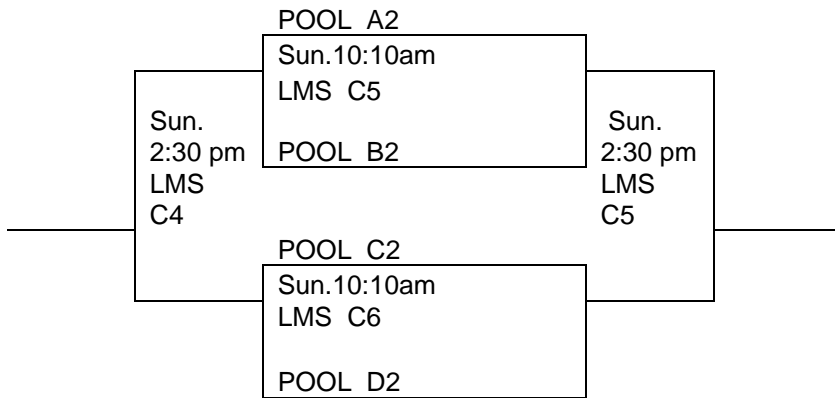 POOL A2
Sun.10:10am
LMS C5
POOL B2
Sun.
2:30 pm
LMS
C4
Sun.
2:30 pm
LMS
C5
POOL C2
Sun.10:10am
LMS C6
POOL D2